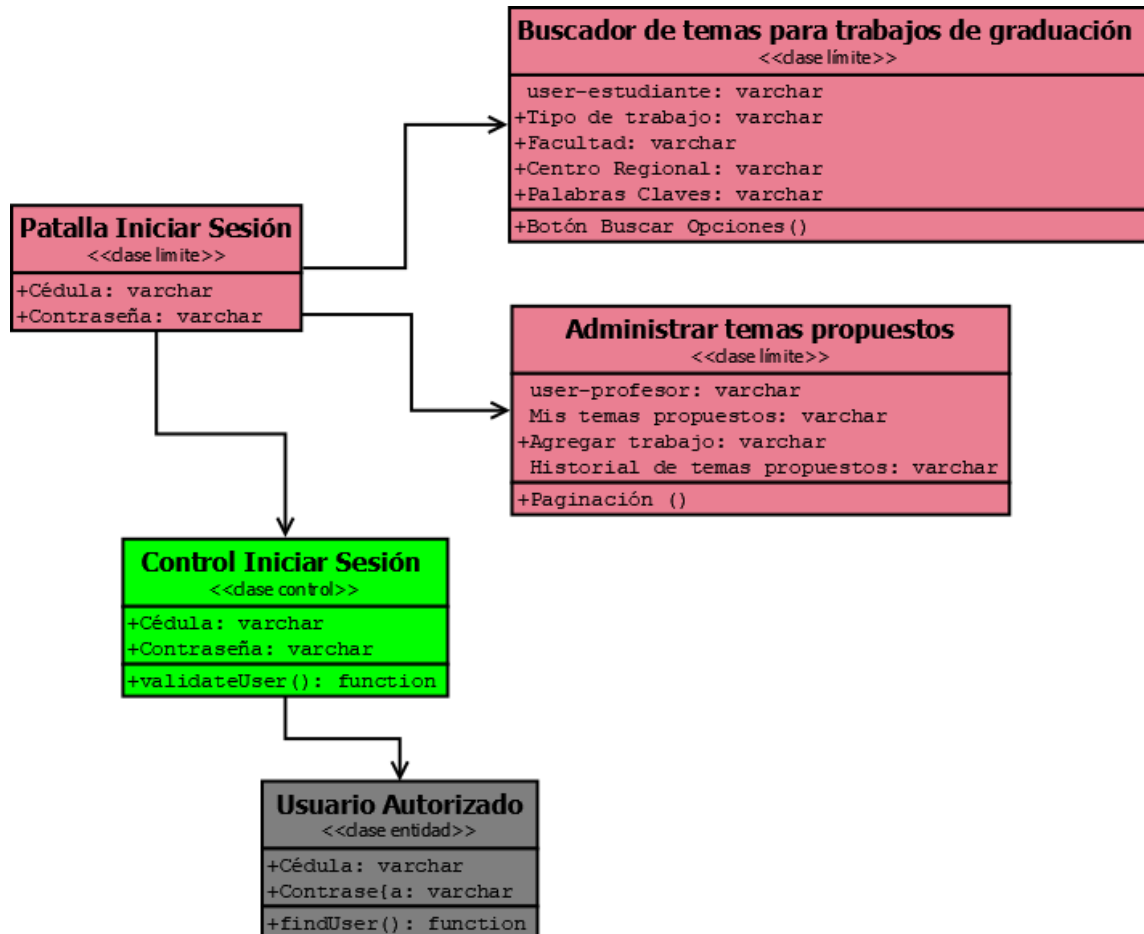 Buscador de temas para trabajos de graduación
<<clase límite>>
user-estudiante: varchar
+Tipo de trabajo: varchar
+Facultad: varchar
+Centro Regional: varchar
+Palabras Claves: varchar
+Botón Buscar Opciones()
Patalla Iniciar Sesión
<<clase limite>>
+Cédula: varchar
+Contraseña: varchar
Administrar temas propuestos
<<clase límite>>
user-profesor: varchar
Mis temas propuestos: varchar
+Agregar trabajo: varchar
Historial de temas propuestos: varchar
+Paginación ()
Control Iniciar Sesión
<<clase control>>
+Cédula: varchar
+Contraseña: varchar
+validateUser(): function
Usuario Autorizado
<<clase entidad>>
+Cédula: varchar
+Contrase{a: varchar
+findUser(): function